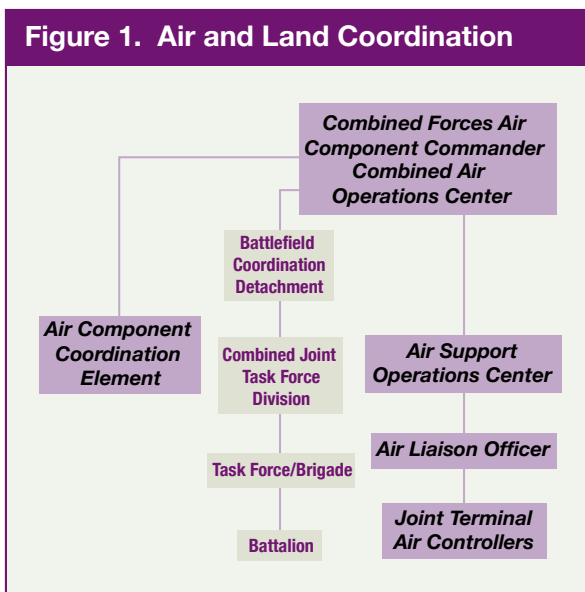 Figure 1. Air and Land Coordination
Combined Forces Air
Component Commander
Combined Air
Operations Center
Battlefield
Coordination
Detachment
Air Component
Coordination
Element
Combined Joint
Task Force
Division
Air Support
Operations Center
Task Force/Brigade
Air Liaison Officer
Battalion
Joint Terminal
Air Controllers